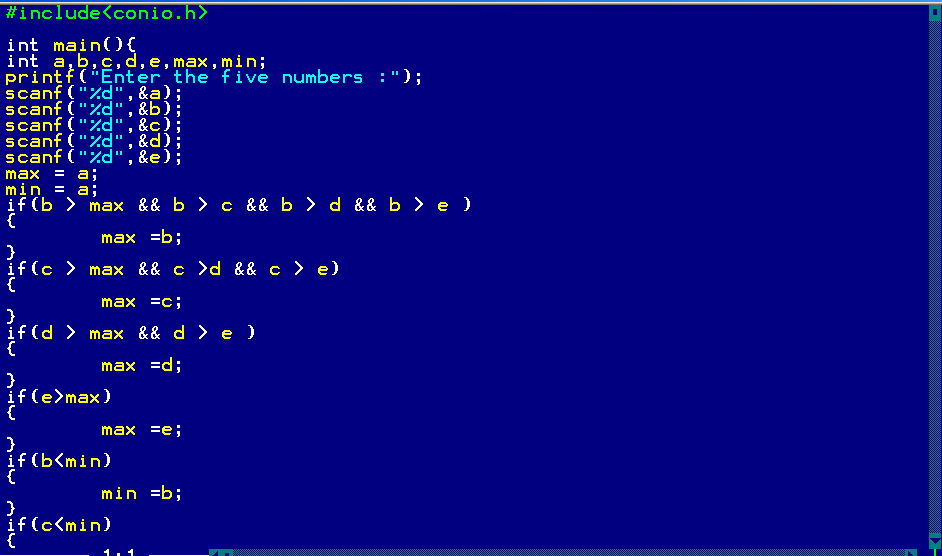 #include<conio.h>
int main(){
int a,b,c,d,e,max,min;
printf("Enter the five numbers :");
scanf("%d",&a);
scanf("%d",&b);
scanf("%d",&c);
scanf("%d",&d);
scanf("%d",&e);
max = a;
min = a;
if(b > max && b > c && b > d && b > e )
{
max =b;
}
if(c > max && c >d && c > e)
{
max =c;
}
if(d > max && d > e )
{
max =d;
}
if(e>max)
{
max =e;
}
if(b<min)
{
min =b;
}
if(c<min)
{
1:1